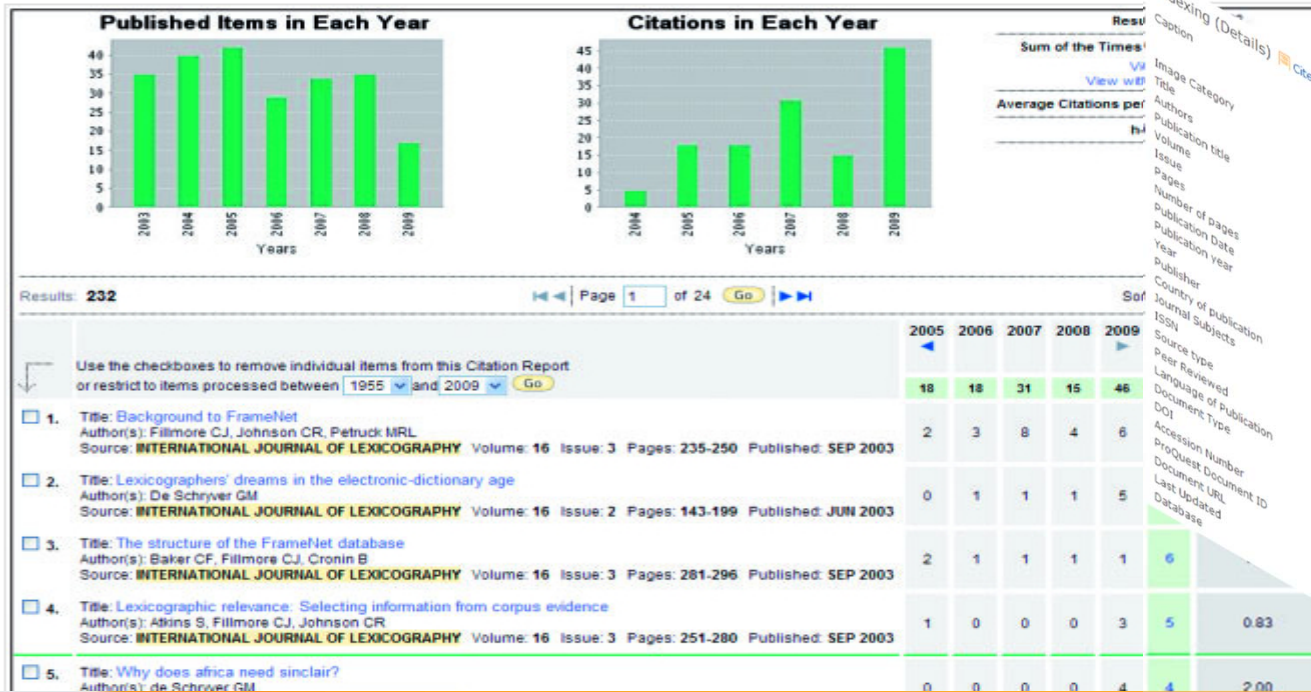 Published Items in Each Year
40
35
30
25
20
15
10
5
0
2003
2004
2005
2006
2007
2008
2009
Years
Citations in Each Year
45
40
35
30
25
20
15
10
5
0
2004
2005
2006
2007
2008
2009
Years
Sum of the Times
View
Average Citations per
(Details)
Cite
Caption
Image Category
Title
Authors
Publication title
Volume
Issue
Pages
Number of pages
Publication Date
Publication year
Year
Publisher
Country of publication
Journal Subjects
ISSN
Source type
Peer Reviewed
Language of Publication
Document Type
DOI
Accession Number
ProQuest Document ID
Document URL
Last Updated
Database
Results: 232
Page 1 of 24 Go
2005 2006 2007 2008 2009
Use the checkboxes to remove individual items from this Citation Report
or restrict to items processed between 1955 and 2009 Go
18 18 31 15 46
1. Title: Background to FrameNet
Author(s): Fillmore CJ, Johnson CR, Petruck MRL
2 3 8 4 6
Source: INTERNATIONAL JOURNAL OF LEXICOGRAPHY Volume: 16 Issue: 3 Pages: 235-250 Published: SEP 2003
2. Title: Lexicographers' dreams in the electronic-dictionary age
Author(s): De Schryver GM
0 1 1 1 5
Source: INTERNATIONAL JOURNAL OF LEXICOGRAPHY Volume: 16 Issue: 2 Pages: 143-199 Published: JUN 2003
3. Title: The structure of the FrameNet database
Author(s): Baker CF, Fillmore CJ, Cronin B
2 1 1 1 1 6
Source: INTERNATIONAL JOURNAL OF LEXICOGRAPHY Volume: 16 Issue: 3 Pages: 281-296 Published: SEP 2003
4. Title: Lexicographic relevance: Selecting information from corpus evidence
Author(s): Atkins S, Fillmore CJ, Johnson CR
1 0 0 0 3 5 0.83
Source: INTERNATIONAL JOURNAL OF LEXICOGRAPHY Volume: 16 Issue: 3 Pages: 251-280 Published: SEP 2003
5. Title: Why does africa need sinclair?
Author(s): de Schryver GM
0 0 0 0 4 4 2.00